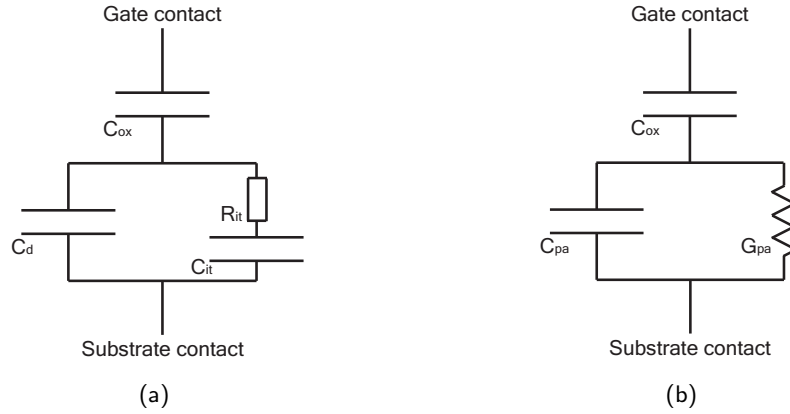 Gate contact
Cox
Cd
Rit
Cit
Substrate contact
(a)
Gate contact
Cox
Cpa
Gpa
Substrate contact
(b)